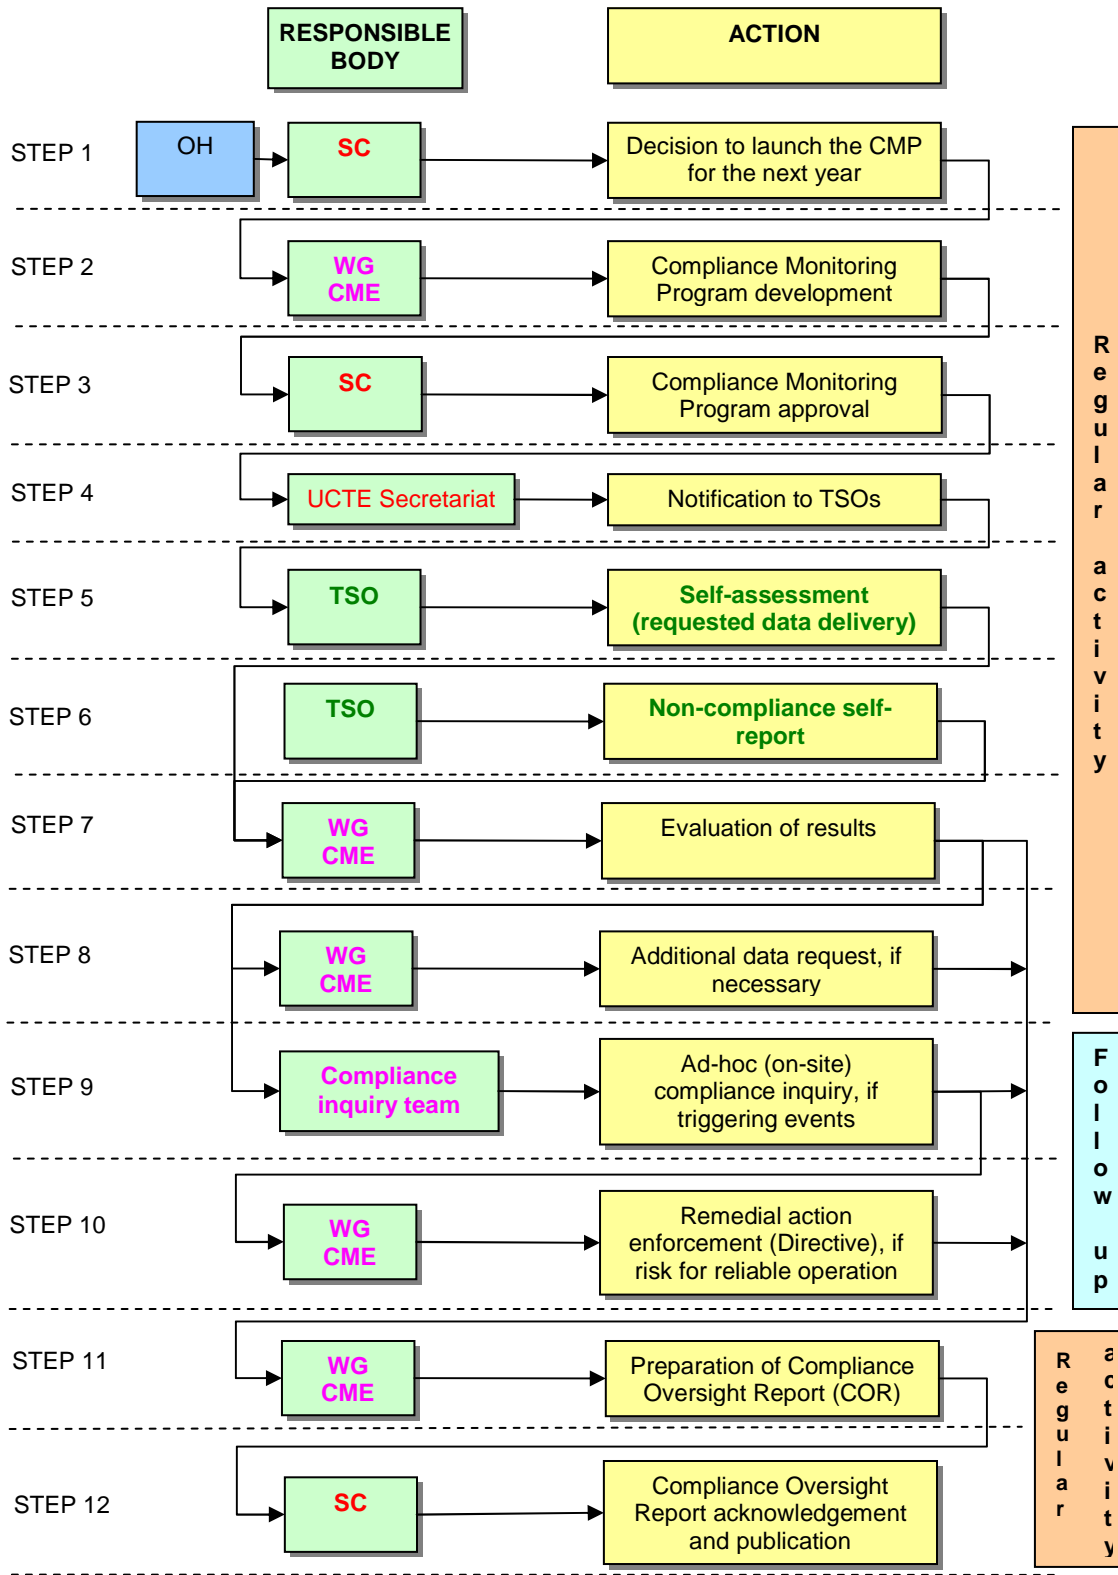 RESPONSIBLE
BODY
ACTION
STEP 1
OH
SC
Decision to launch the CMP
for the next year
STEP 2
WG
CME
Compliance Monitoring
Program development
STEP 3
SC
Compliance Monitoring
Program approval
STEP 4
UCTE Secretariat
Notification to TSOs
STEP 5
TSO
Self-assessment
(requested data delivery)
STEP 6
TSO
Non-compliance self-
report
STEP 7
WG
CME
Evaluation of results
STEP 8
WG
CME
Additional data request, if
necessary
Regular activity
STEP 9
Compliance
inquiry team
Ad-hoc (on-site)
compliance inquiry, if
triggering events
STEP 10
WG
CME
Remedial action
enforcement (Directive), if
risk for reliable operation
Follow up
STEP 11
WG
CME
Preparation of Compliance
Oversight Report (COR)
STEP 12
SC
Compliance Oversight
Report acknowledgement
and publication
Regular
activity